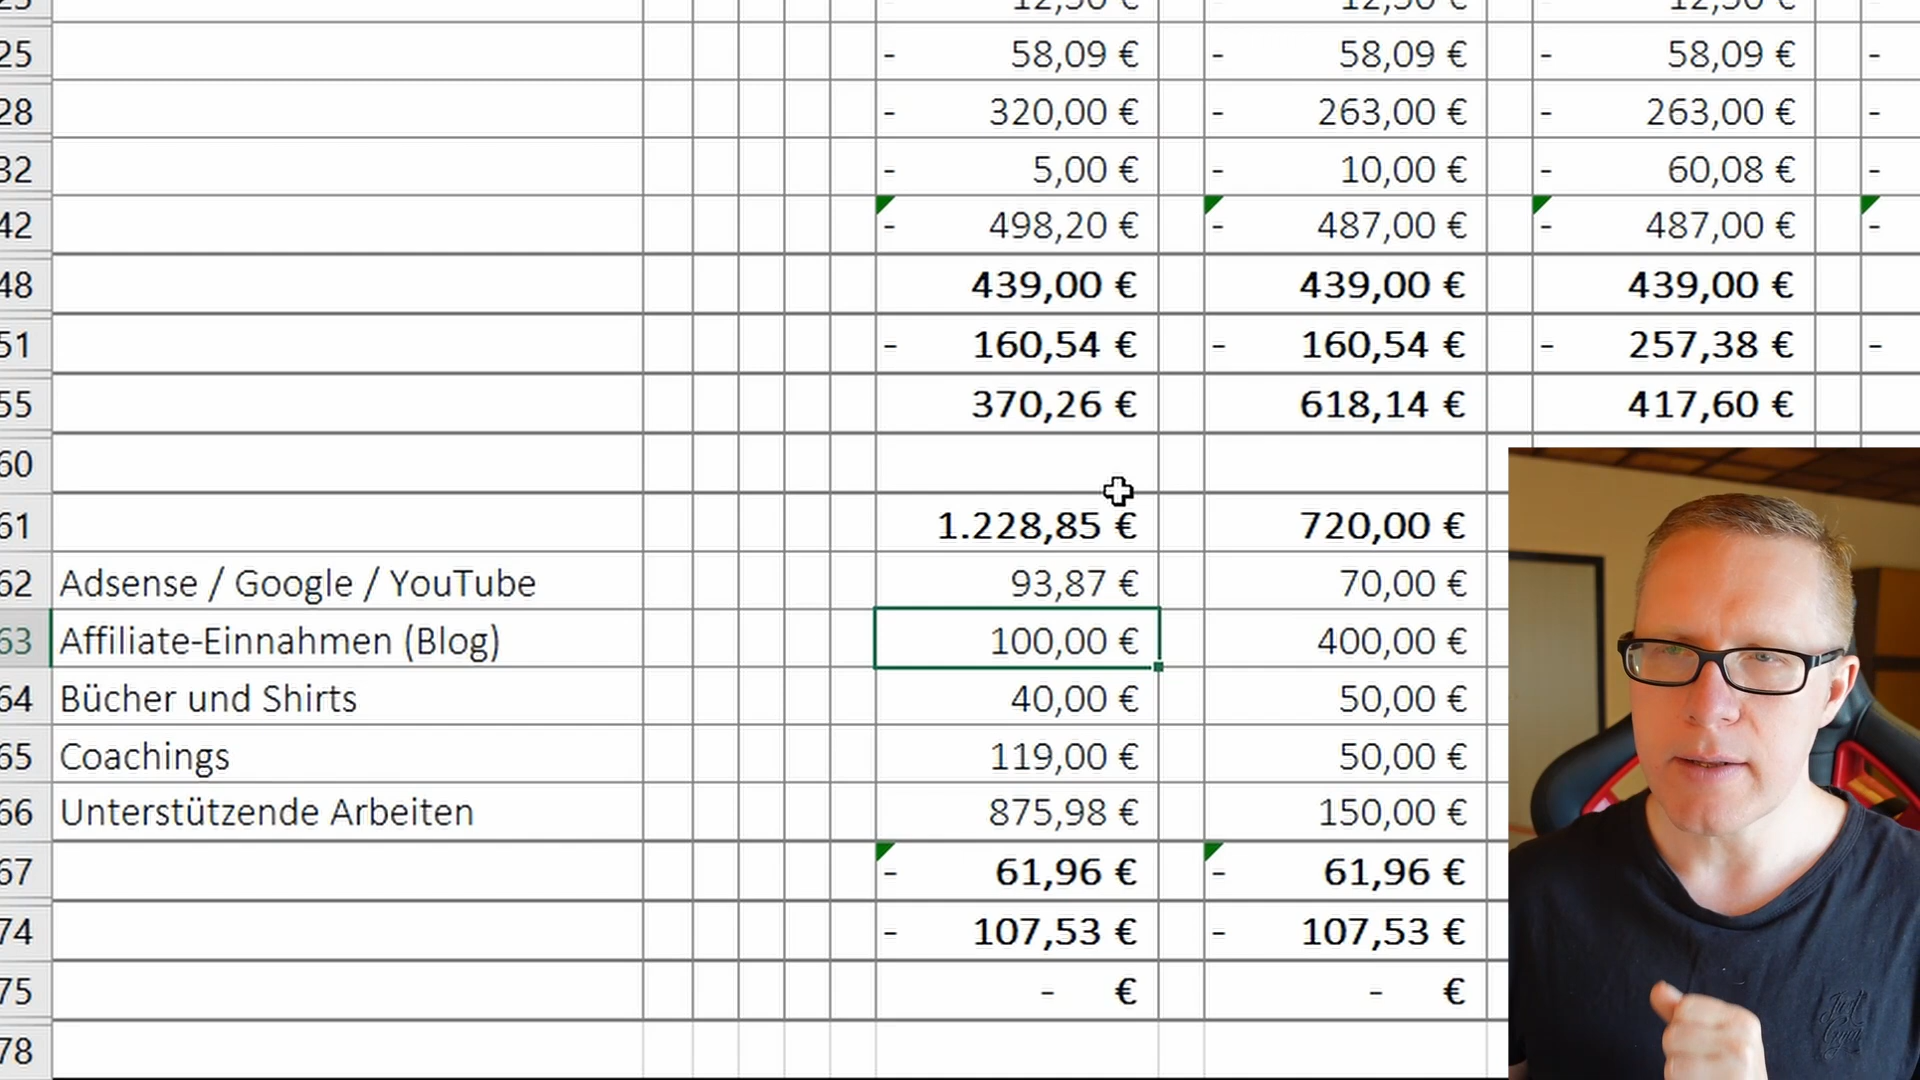 25 - 58,09 € - 58,09 € - 58,09 € -
28 - 320,00 € - 263,00 € - 263,00 € -
32 - 5,00 € - 10,00 € - 60,08 € -
42 - 498,20 € - 487,00 € - 487,00 € -
48 439,00 € 439,00 € 439,00 €
51 - 160,54 € - 160,54 € - 257,38 € -
55 370,26 € 618,14 € 417,60 €
60
61 1.228,85 € 720,00 €
62 Adsense / Google / YouTube 93,87 € 70,00 €
63 Affiliate-Einnahmen (Blog) 100,00 € 400,00 €
64 Bücher und Shirts 40,00 € 50,00 €
65 Coachings 119,00 € 50,00 €
66 Unterstützende Arbeiten 875,98 € 150,00 €
67 - 61,96 € - 61,96 €
74 - 107,53 € - 107,53 €
75 - € - €
78